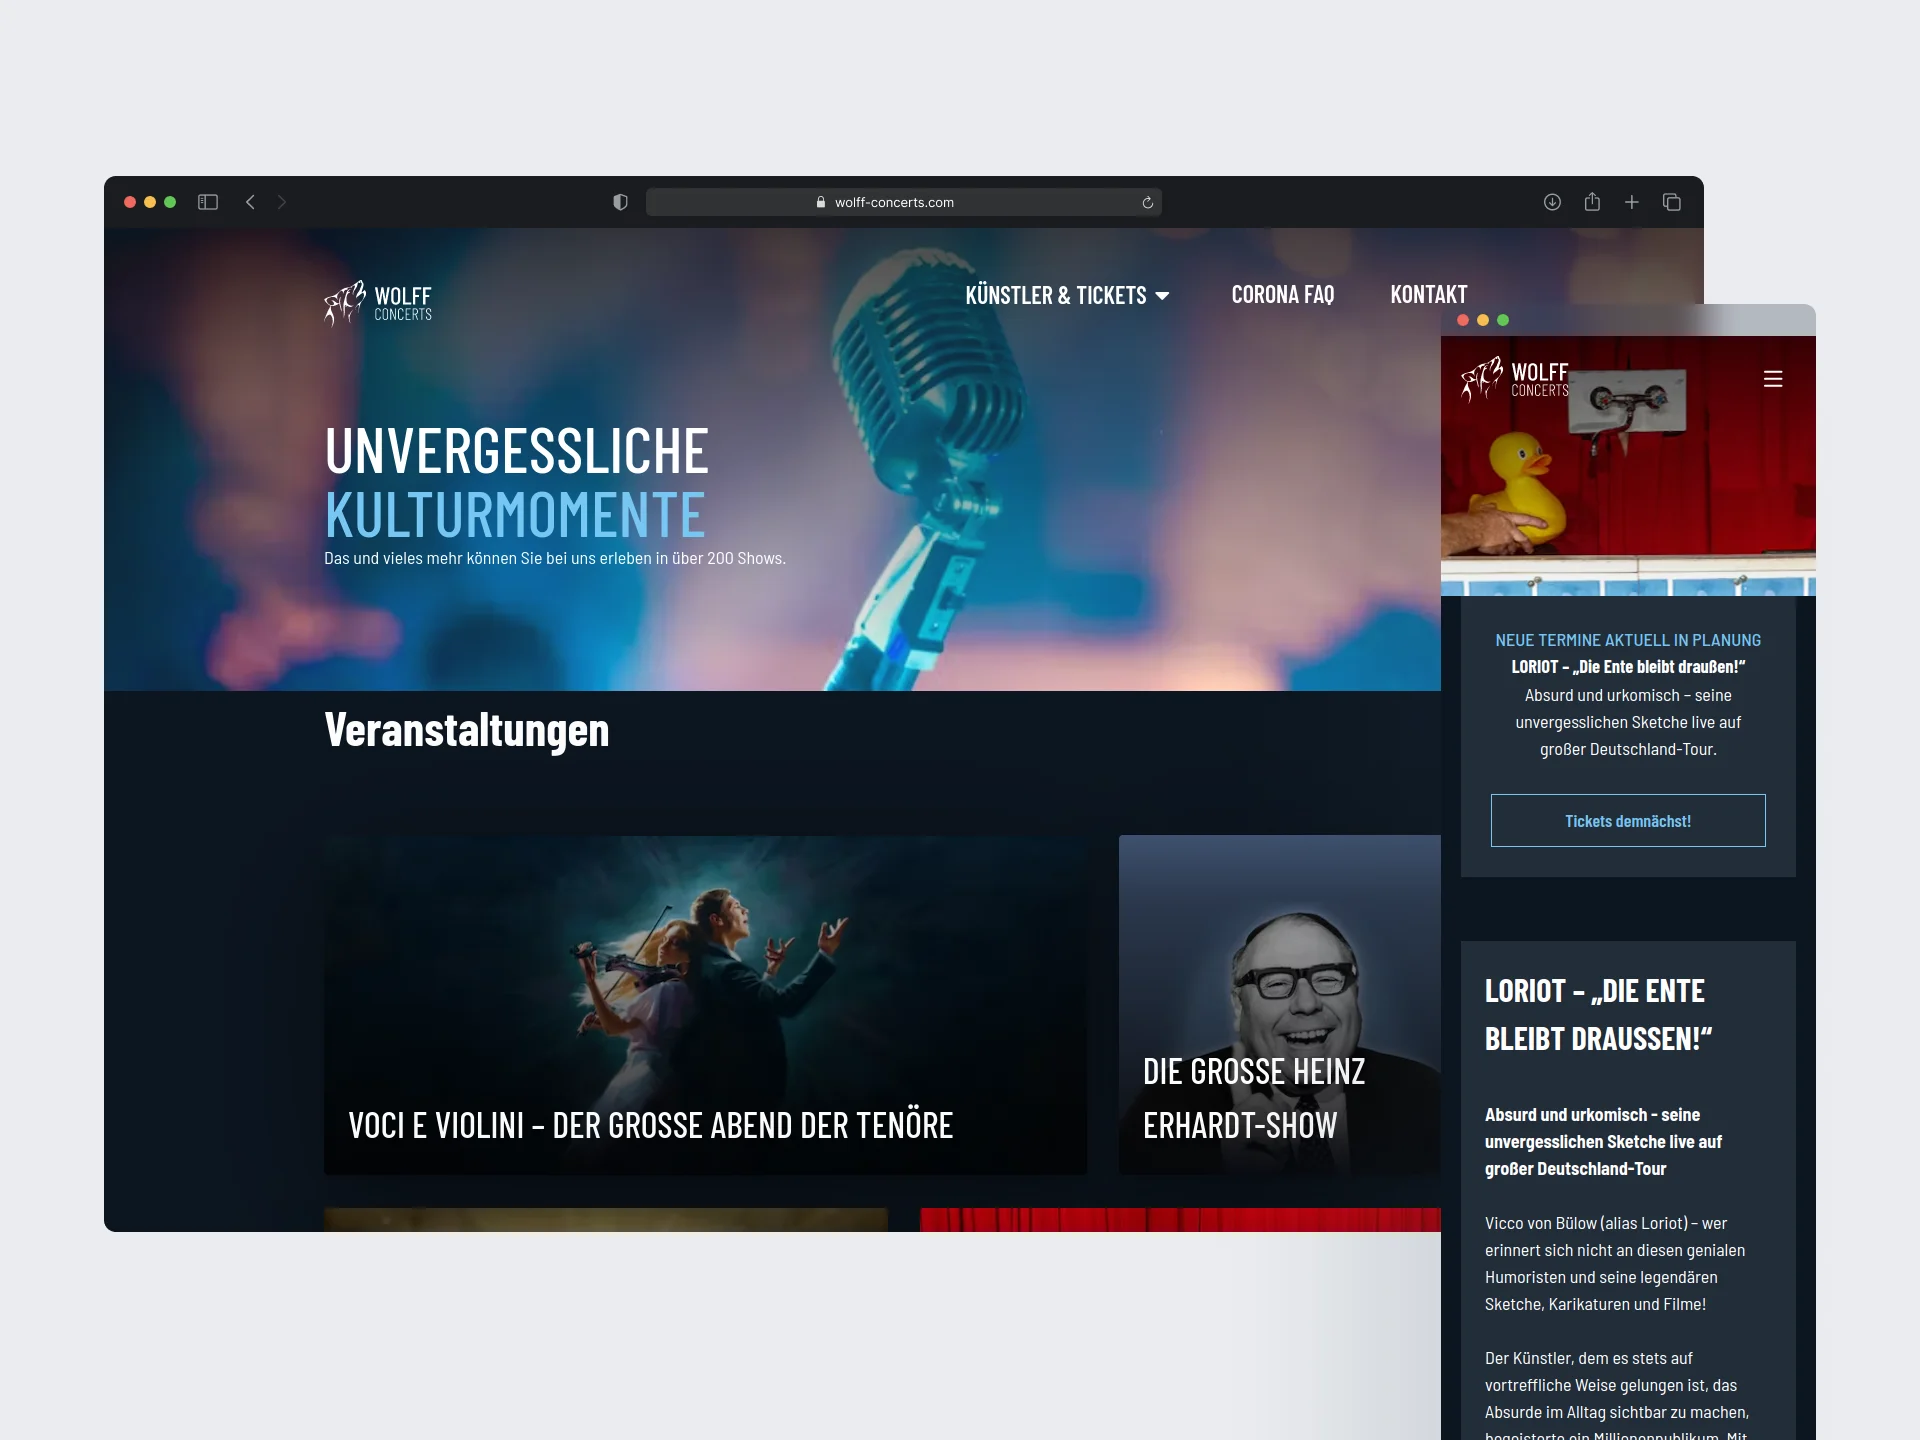 wolff-concerts.com
WOLFF
CONCERTS
KÜNSTLER & TICKETS
CORONA FAQ
KONTAKT
UNVERGESSLICHE
KULTURMOMENTE
Das und vieles mehr können Sie bei uns erleben in über 200 Shows.
Veranstaltungen
VOCI E VIOLINI – DER GROSSE ABEND DER TENÖRE
DIE GROSSE HEINZ
ERHARDT-SHOW
WOLFF
CONCERTS
NEUE TERMINE AKTUELL IN PLANUNG
LORIOT – „Die Ente bleibt draußen!“
Absurd und urkomisch – seine
unvergesslichen Sketche live auf
großer Deutschland-Tour.
Tickets demnächst!
LORIOT – „DIE ENTE
BLEIBT DRAUSSEN!“
Absurd und urkomisch - seine
unvergesslichen Sketche live auf
großer Deutschland-Tour
Vicco von Bülow (alias Loriot) – wer
erinnert sich nicht an diesen genialen
Humoristen und seine legendären
Sketche, Karikaturen und Filme!
Der Künstler, dem es stets auf
vortreffliche Weise gelungen ist, das
Absurde im Alltag sichtbar zu machen,
begeisterte ein Millionenpublikum. Mit